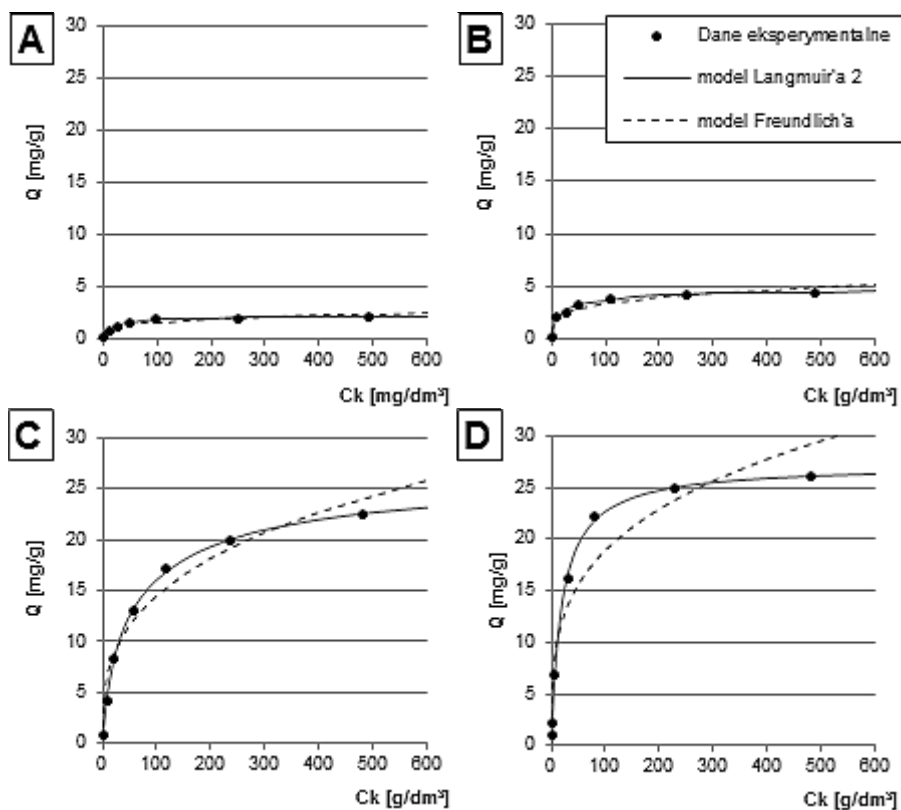 A
30
25
20
15
10
5
0
Q [mg/g]
0 100 200 300 400 500 600
Ck [mg/dm³]
B
30
25
20
15
10
5
0
Q [mg/g]
0 100 200 300 400 500 600
Ck [g/dm³]
Dane eksperymentalne
model Langmuir'a 2
model Freundlich'a
C
30
25
20
15
10
5
0
Q [mg/g]
0 100 200 300 400 500 600
Ck [g/dm³]
D
30
25
20
15
10
5
0
Q [mg/g]
0 100 200 300 400 500 600
Ck [g/dm³]